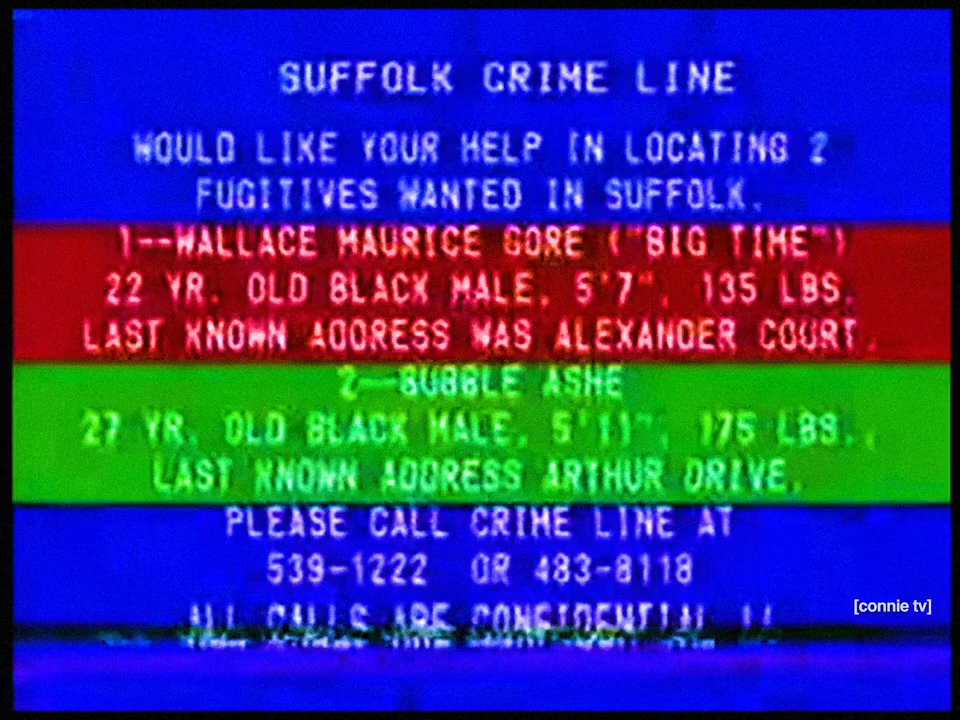 SUFFOLK CRIME LINE
WOULD LIKE YOUR HELP IN LOCATING 2
FUGITIVES WANTED IN SUFFOLK.
1--WALLACE MAURICE GORE ("BIG TIME")
22 YR. OLD BLACK MALE, 5'7", 135 LBS.
LAST KNOWN ADDRESS WAS ALEXANDER COURT.
2--BUBBLE ASHE
27 YR. OLD BLACK MALE, 5'11", 175 LBS.,
LAST KNOWN ADDRESS ARTHUR DRIVE.
PLEASE CALL CRIME LINE AT
539-1222 OR 483-8118
ALL CALLS ARE CONFIDENTIAL !!
[connie tv]